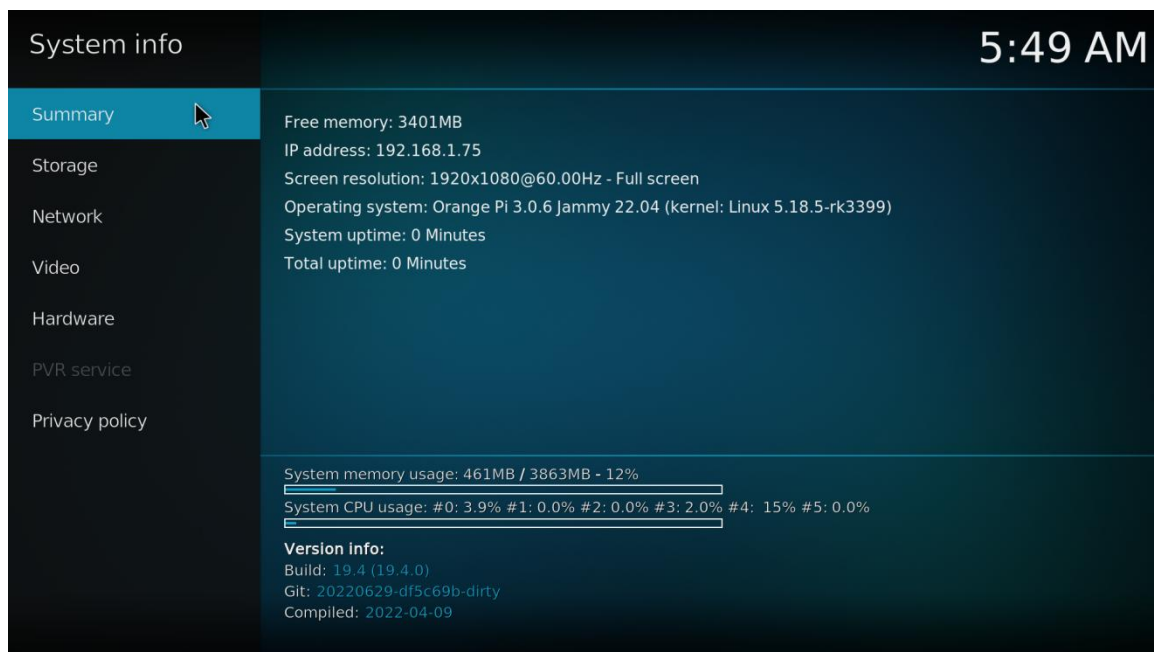 System info
5:49 AM
Summary
Storage
Network
Video
Hardware
PVR service
Privacy policy
Free memory: 3401MB
IP address: 192.168.1.75
Screen resolution: 1920x1080@60.00Hz - Full screen
Operating system: Orange Pi 3.0.6 Jammy 22.04 (kernel: Linux 5.18.5-rk3399)
System uptime: 0 Minutes
Total uptime: 0 Minutes
System memory usage: 461MB / 3863MB - 12%
System CPU usage: #0: 3.9% #1: 0.0% #2: 0.0% #3: 2.0% #4: 15% #5: 0.0%
Version info:
Build: 19.4 (19.4.0)
Git: 20220629-df5c69b-dirty
Compiled: 2022-04-09